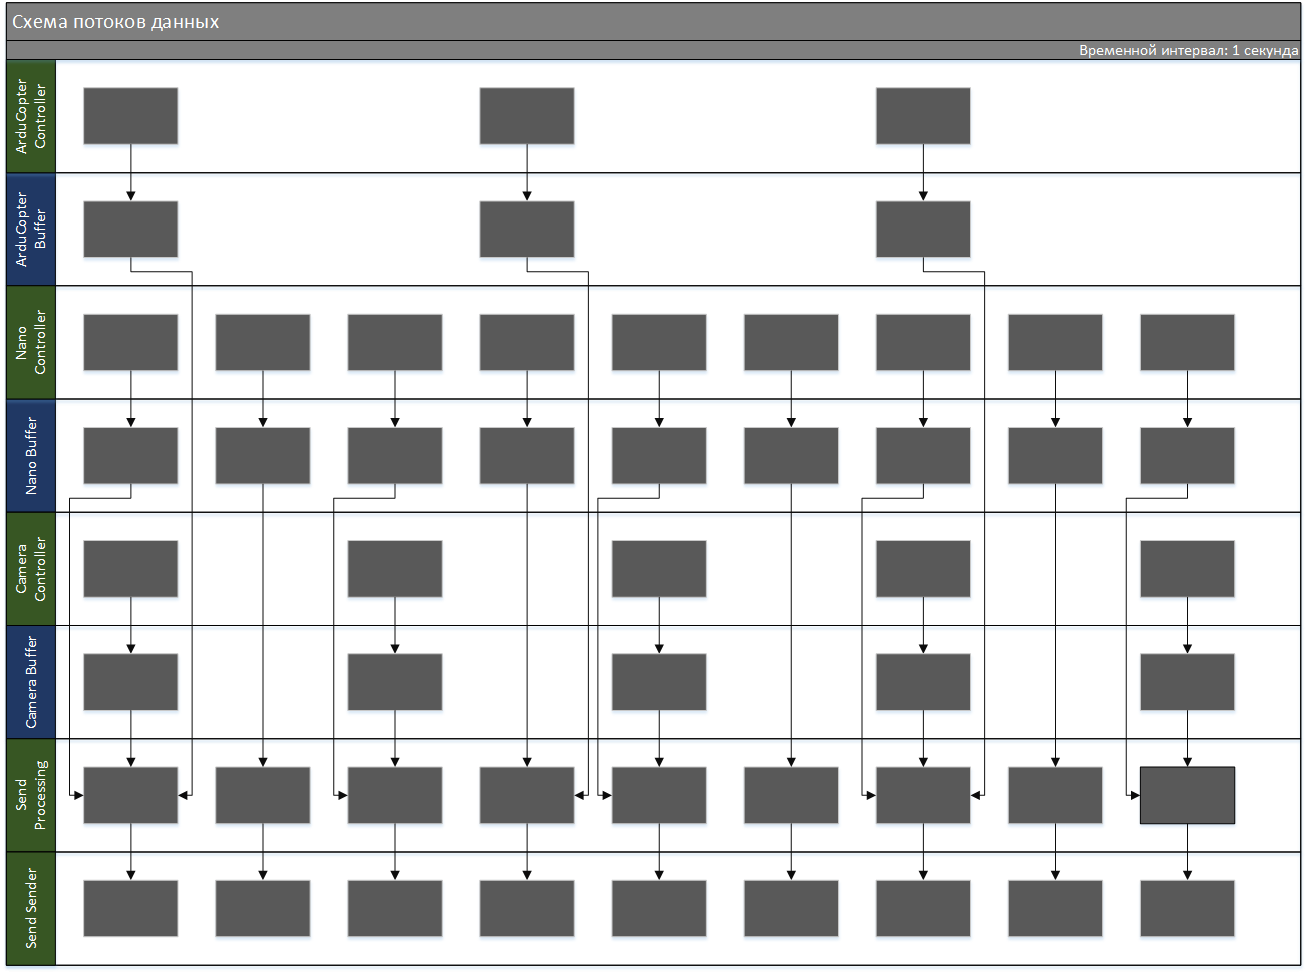 Схема потоков данных
Временной интервал: 1 секунда
ArduCopter
Controller
ArduCopter
Buffer
Nano
Controller
Nano Buffer
Camera
Controller
Camera Buffer
Send
Processing
Send Sender